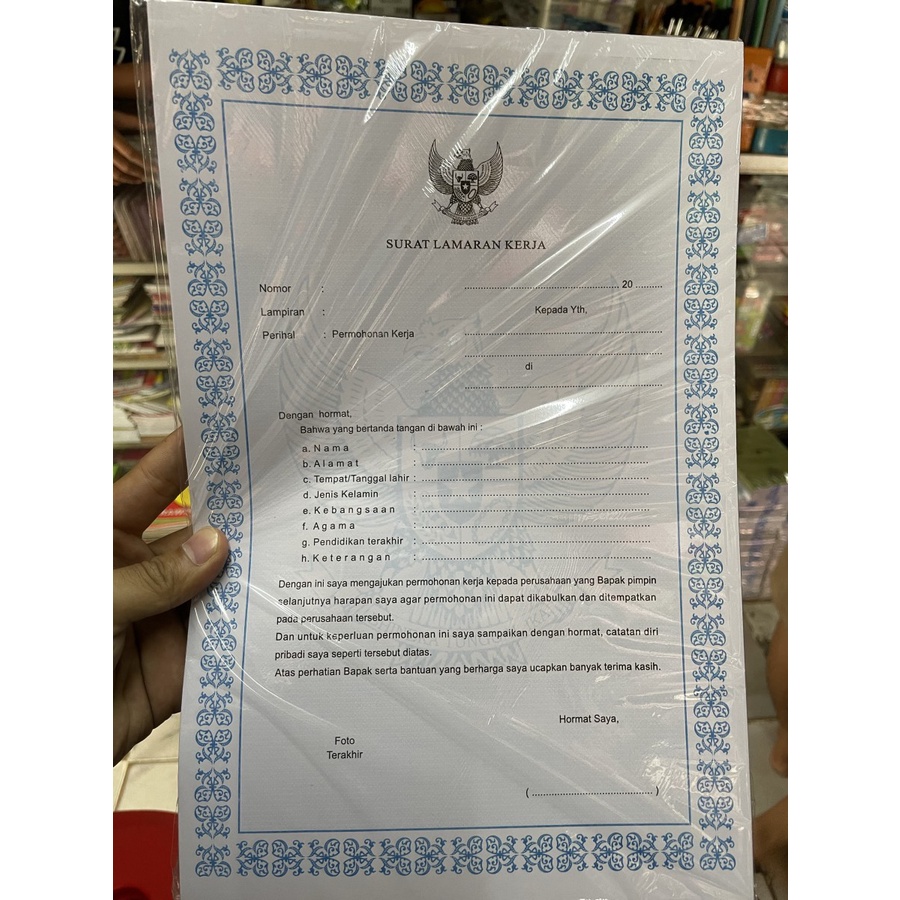 SURAT LAMARAN KERJA
Nomor : ............................................... 20 .........
Lampiran : Kepada Yth,
Perihal : Permohonan Kerja ............................................................
............................................................
di
............................................................
Dengan hormat,
Bahwa yang bertanda tangan di bawah ini :
a. N a m a : ............................................................
b. A l a m a t : ............................................................
c. Tempat/Tanggal lahir : ............................................................
d. Jenis Kelamin : ............................................................
e. K e b a n g s a a n : ............................................................
f. A g a m a : ............................................................
g. Pendidikan terakhir : ............................................................
h. K e t e r a n g a n : ............................................................
Dengan ini saya mengajukan permohonan kerja kepada perusahaan yang Bapak pimpin
selanjutnya harapan saya agar permohonan ini dapat dikabulkan dan ditempatkan
pada perusahaan tersebut.
Dan untuk keperluan permohonan ini saya sampaikan dengan hormat, catatan diri
pribadi saya seperti tersebut diatas.
Atas perhatian Bapak serta bantuan yang berharga saya ucapkan banyak terima kasih.
Hormat Saya,
Foto
Terakhir
( ........................................ )